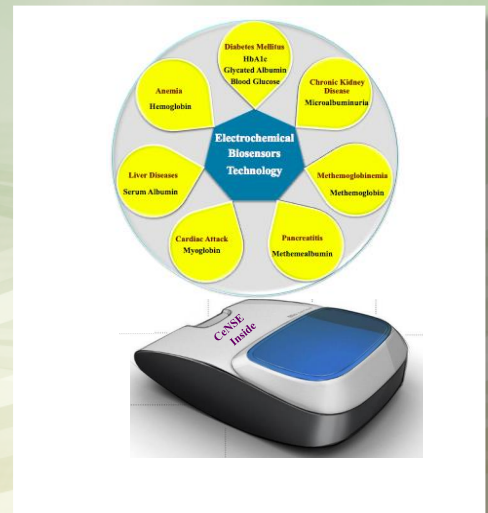 Diabetes Mellitus
HbA1c
Glycated Albumin
Blood Glucose
Chronic Kidney
Disease
Microalbuminuria
Anemia
Hemoglobin
Electrochemical
Biosensors
Technology
Liver Diseases
Serum Albumin
Methemoglobinemia
Methemoglobin
Cardiac Attack
Myoglobin
Pancreatitis
Methemealbumin
CeNSE
Inside